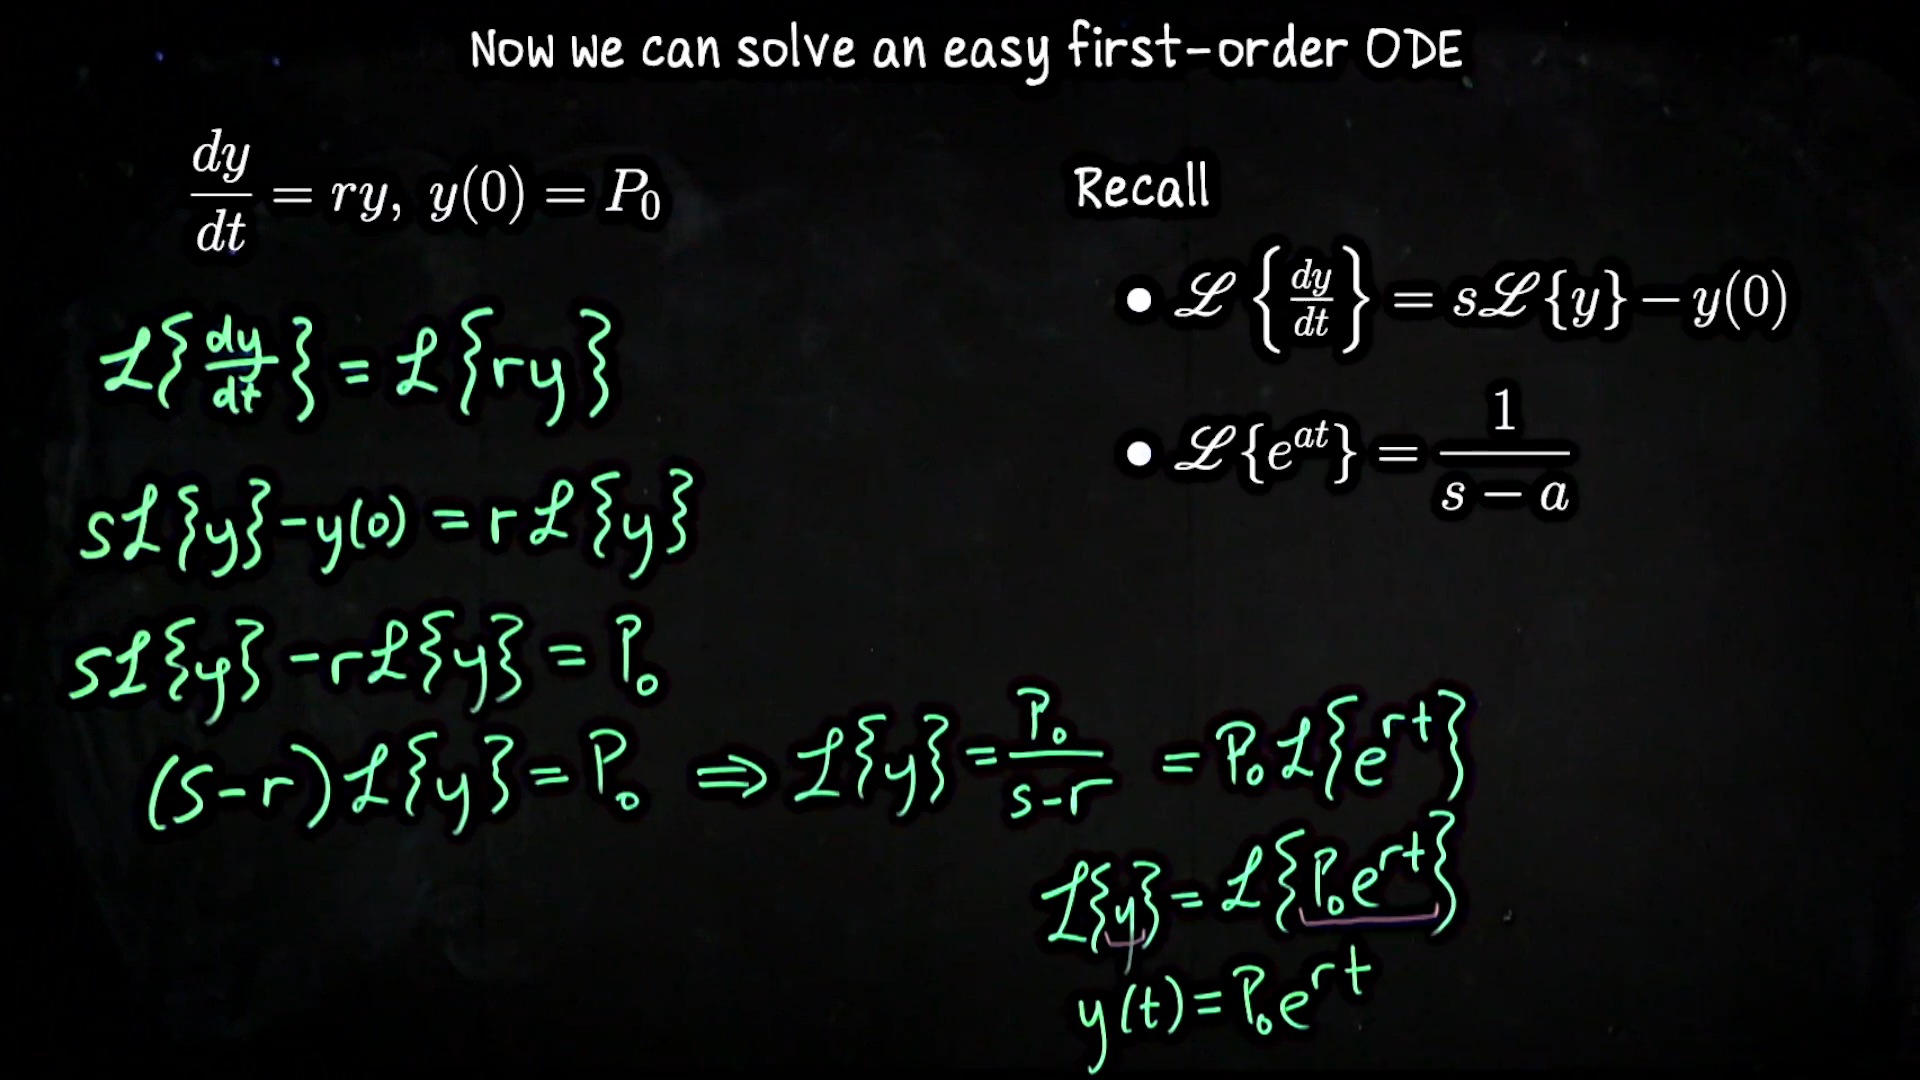 Now we can solve an easy first-order ODE
dy/dt = ry, y(0) = P₀
Recall
• ℒ{dy/dt} = sℒ{y} − y(0)
• ℒ{e^{at}} = 1/(s − a)
ℒ{dy/dt} = ℒ{ry}
sℒ{y} − y(0) = rℒ{y}
sℒ{y} − rℒ{y} = P₀
(s−r)ℒ{y} = P₀ ⇒ ℒ{y} = P₀/(s−r) = P₀ℒ{e^{rt}}
ℒ{y} = ℒ{P₀e^{rt}}
y(t) = P₀e^{rt}